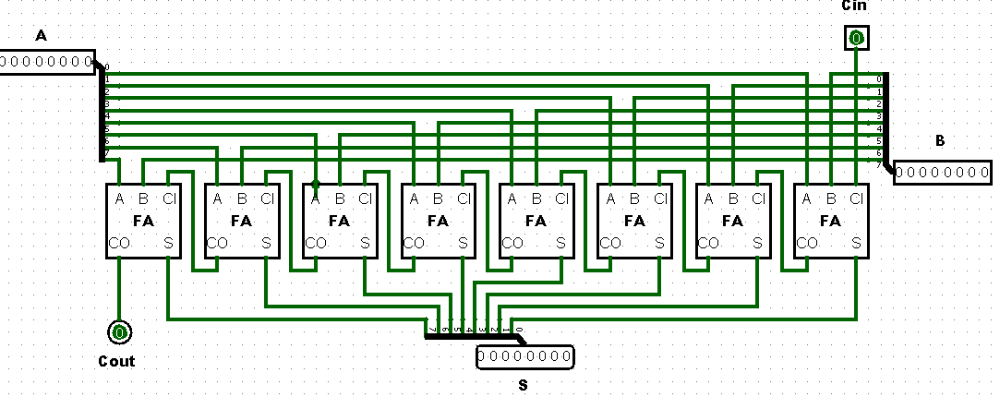 Cin
A
0
00000000
0
1
2
3
4
5
6
7
0
1
2
3
4
5
6
7
B
00000000
A B CI A B CI A B CI A B CI A B CI A B CI A B CI A B CI
FA FA FA FA FA FA FA FA
CO S CO S CO S CO S CO S CO S CO S CO S
0
7 6 5 4 3 2 1 0
00000000
Cout
S